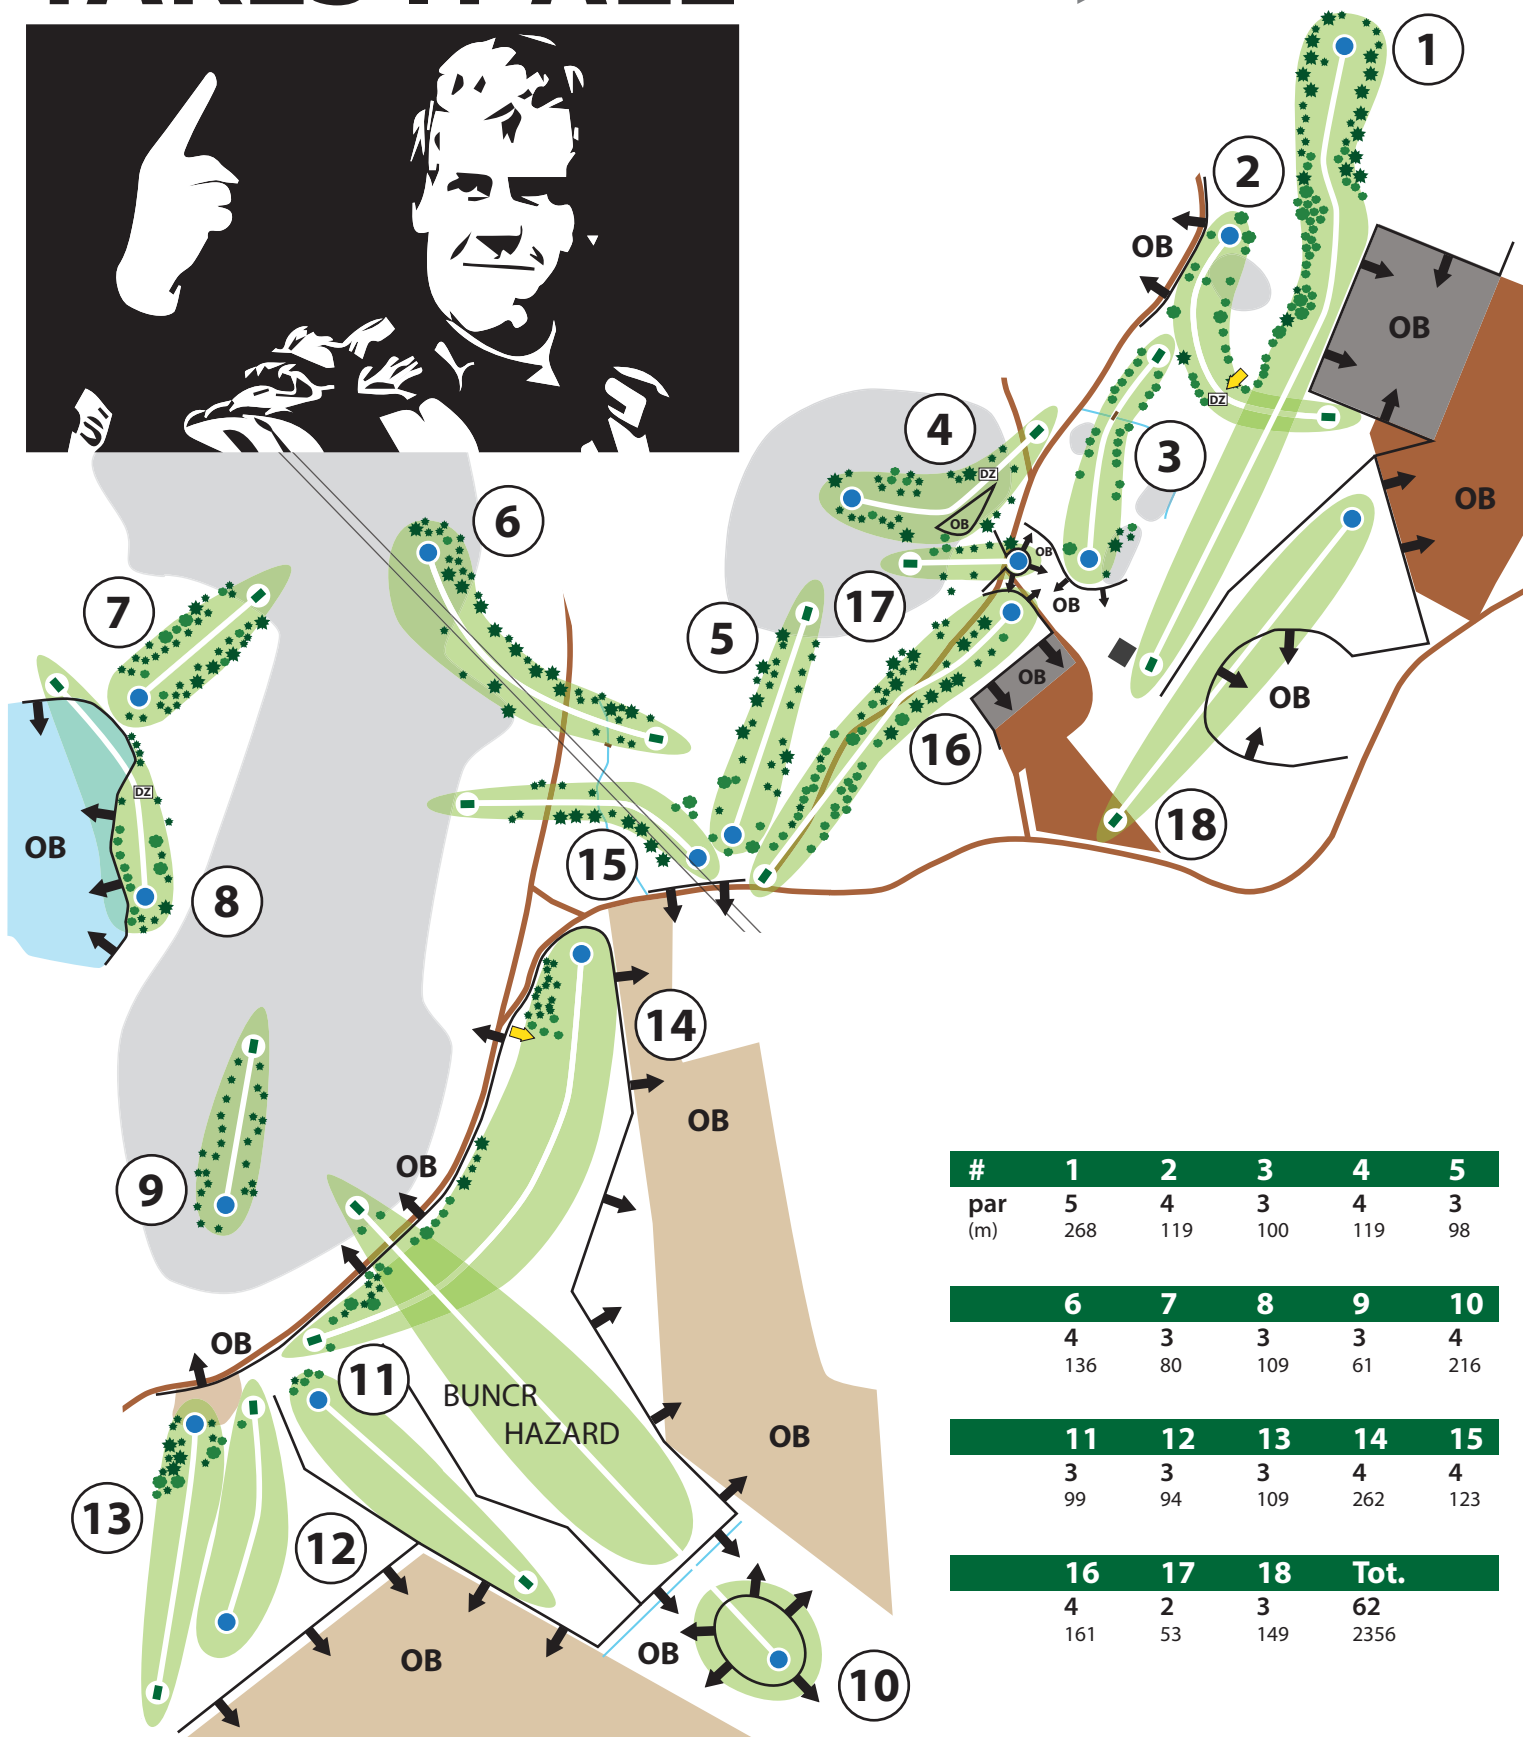 1
2
OB
OB
4
3
OB
DZ
DZ
6
OB
OB
7
17
OB
5
OB
OB
16
DZ
18
OB
15
8
14
OB
OB
9
#	1	2	3	4	5
par	5	4	3	4	3
(m)	268	119	100	119	98
6	7	8	9	10
4	3	3	3	4
136	80	109	61	216
11	12	13	14	15
3	3	3	4	4
99	94	109	262	123
16	17	18	Tot.
4	2	3	62
161	53	149	2356
OB
11
BUNCR
HAZARD
OB
13
12
OB
OB
10